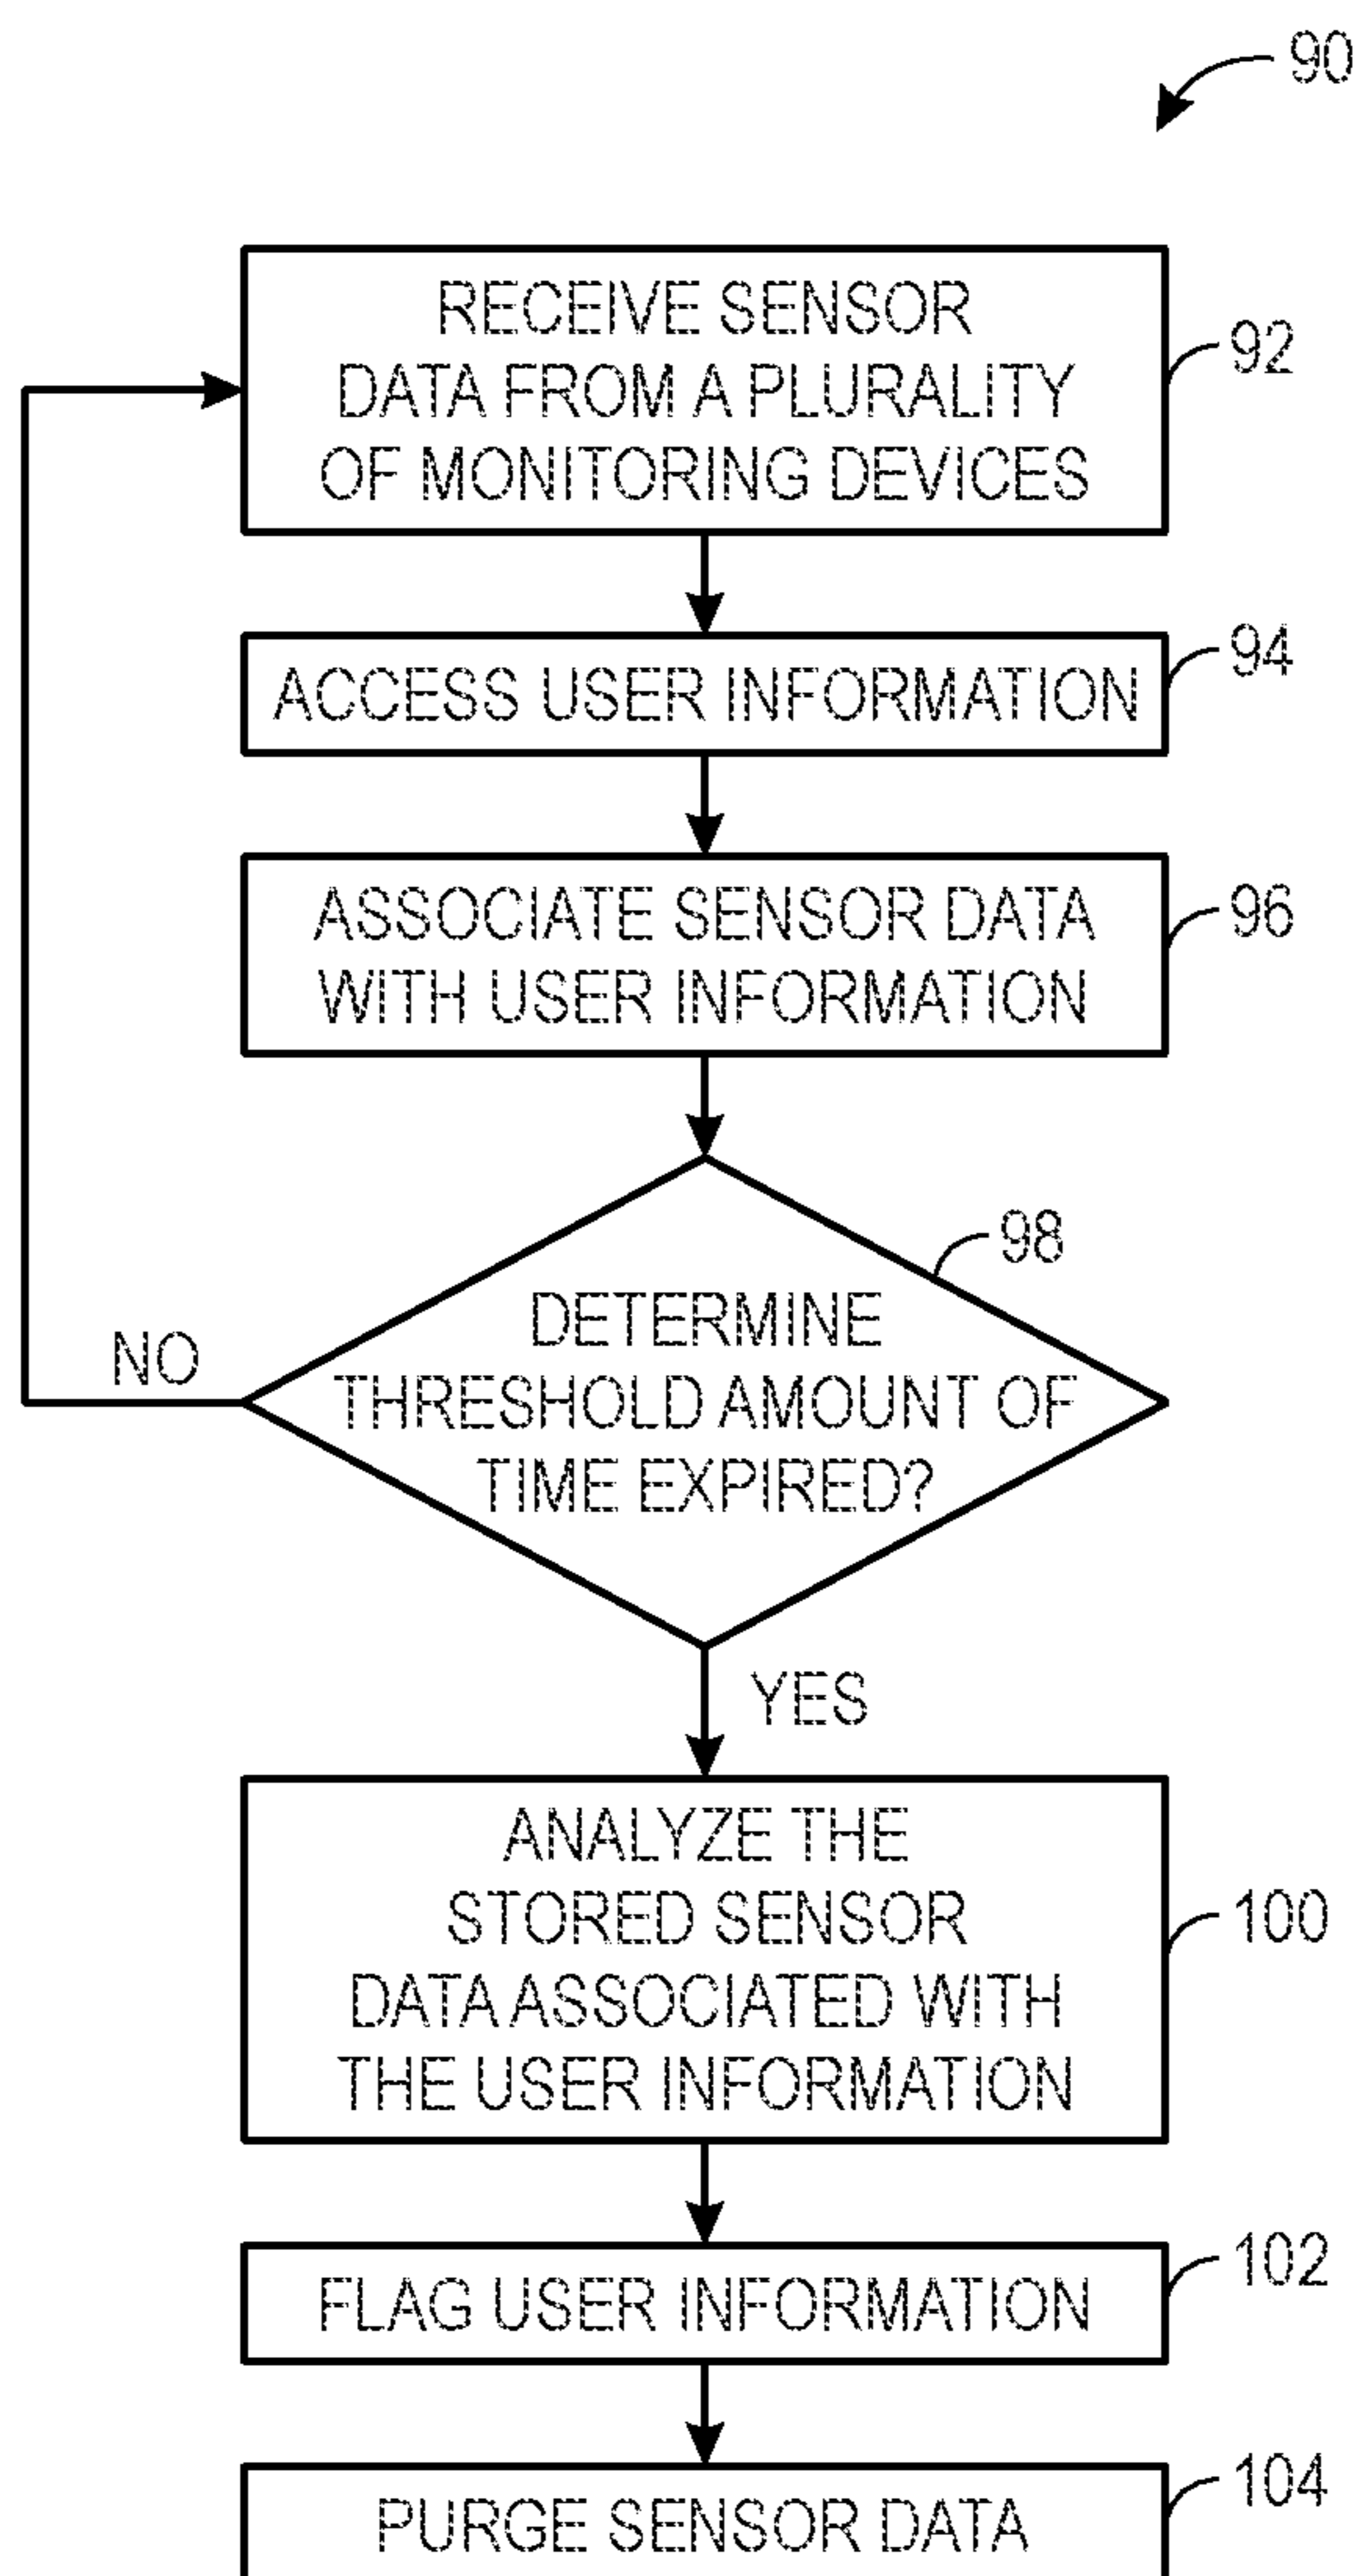 90
RECEIVE SENSOR
DATA FROM A PLURALITY
OF MONITORING DEVICES
92
ACCESS USER INFORMATION
94
ASSOCIATE SENSOR DATA
WITH USER INFORMATION
96
98
DETERMINE
THRESHOLD AMOUNT OF
TIME EXPIRED?
NO
YES
ANALYZE THE
STORED SENSOR
DATA ASSOCIATED WITH
THE USER INFORMATION
100
FLAG USER INFORMATION
102
PURGE SENSOR DATA
104